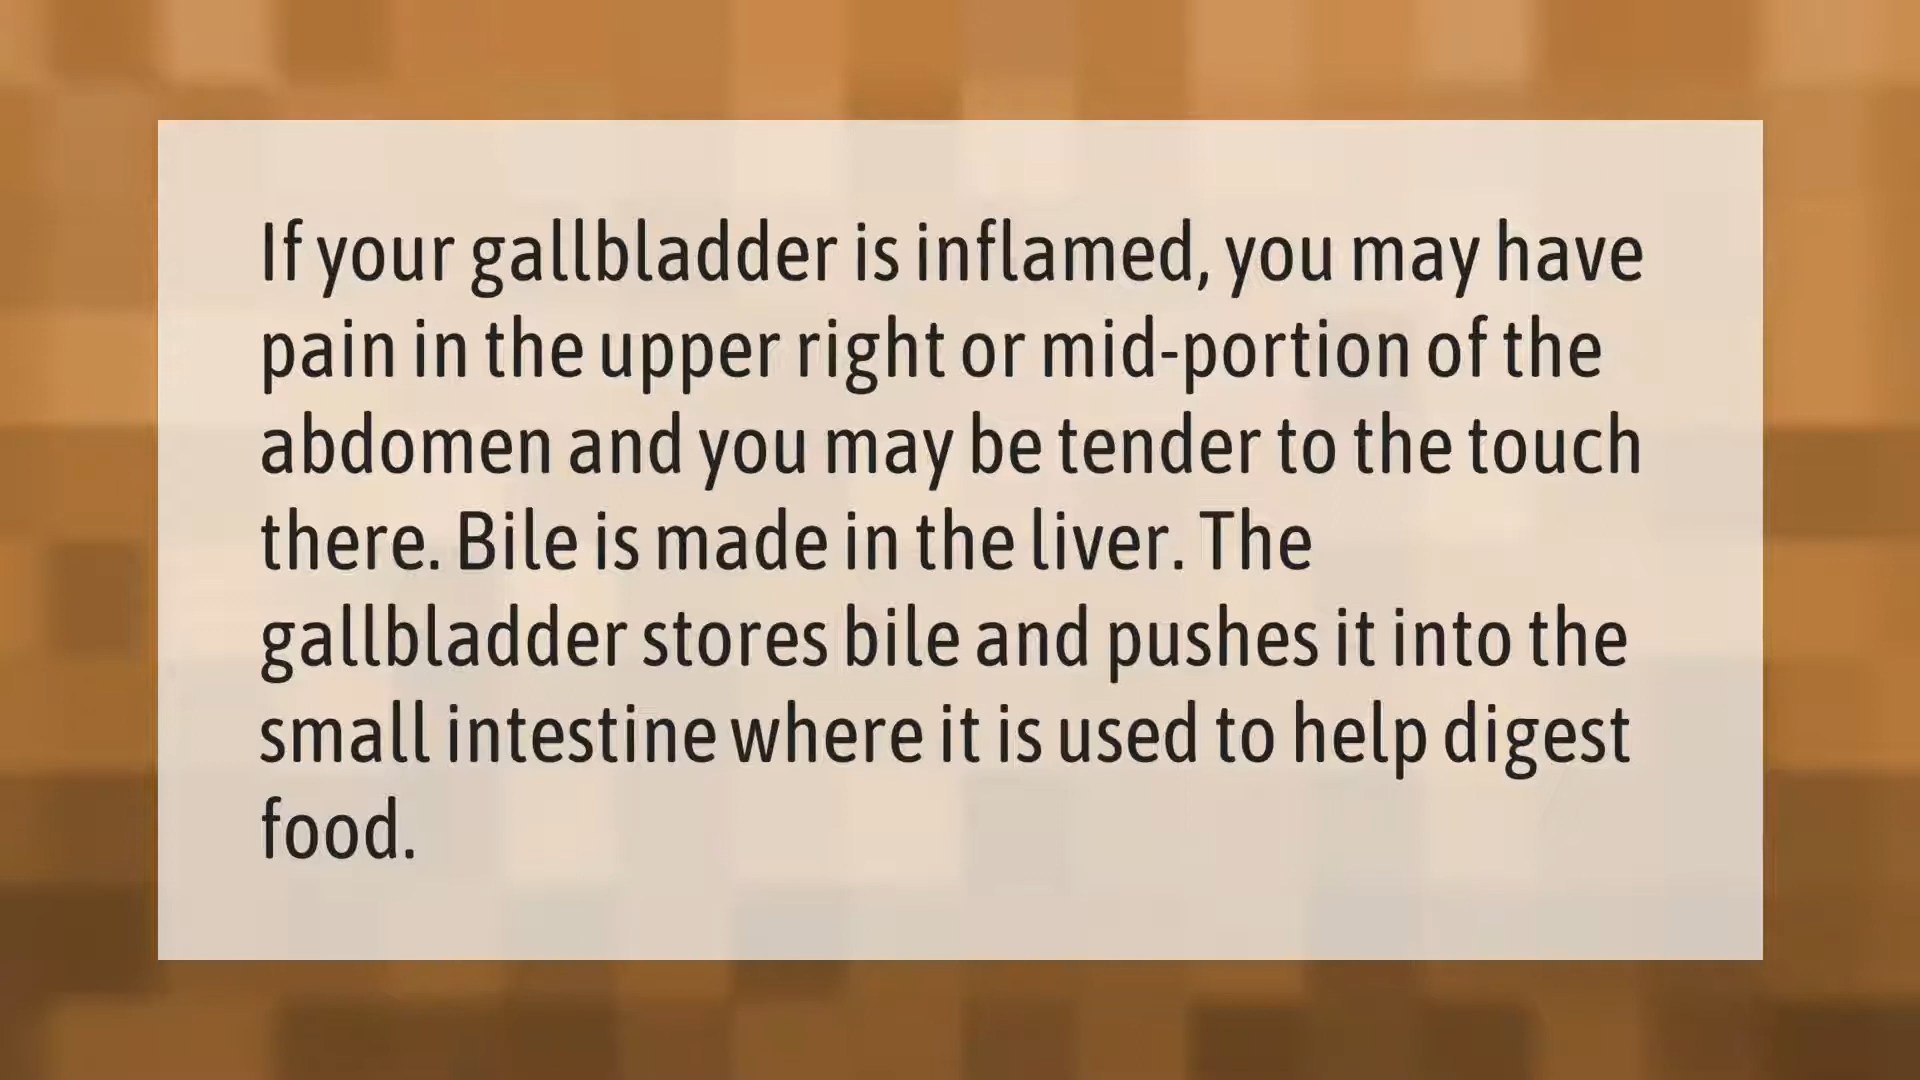 If your gallbladder is inflamed, you may have
pain in the upper right or mid-portion of the
abdomen and you may be tender to the touch
there. Bile is made in the liver. The
gallbladder stores bile and pushes it into the
small intestine where it is used to help digest
food.